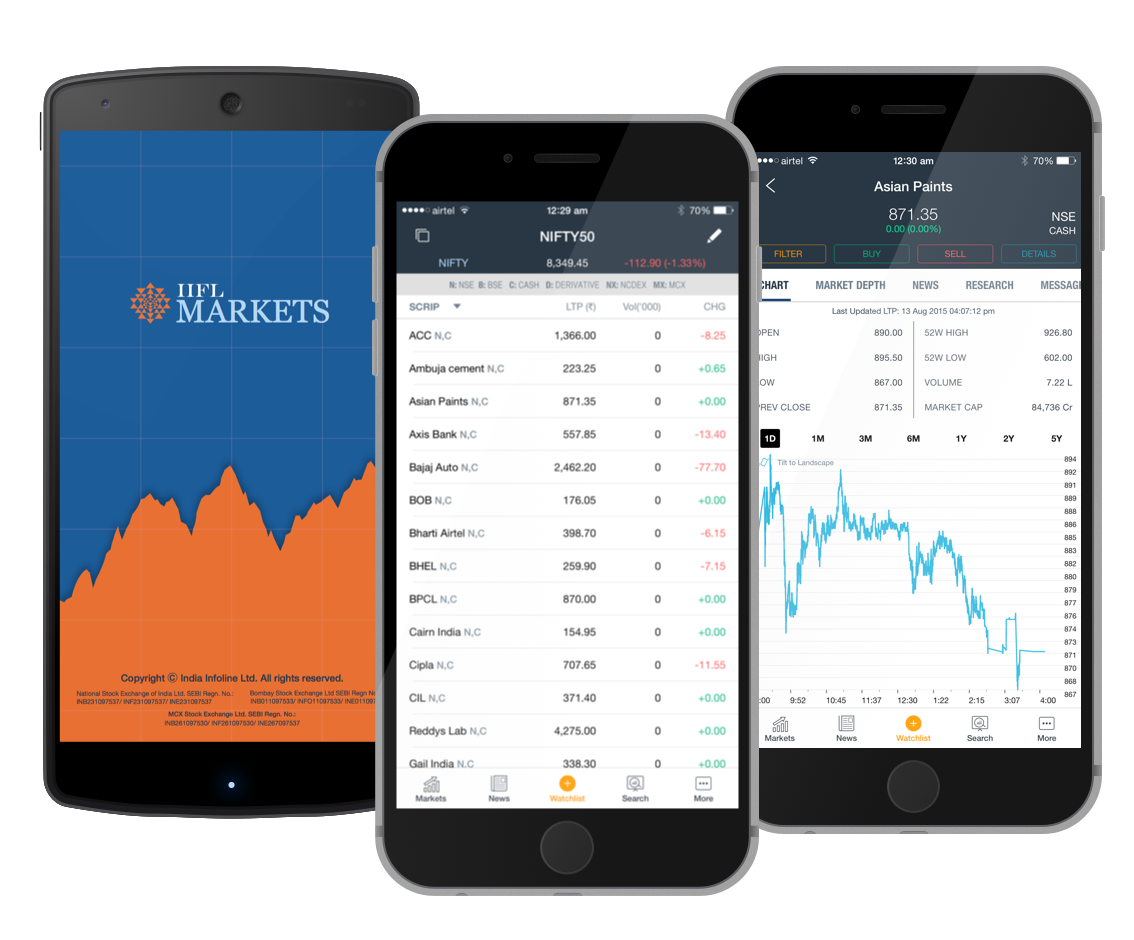 IIFL
MARKETS
Copyright © India Infoline Ltd. All rights reserved.
National Stock Exchange of India Ltd. SEBI Regn. No.:
INB231097537/ INF231097537/ INE231097537
Bombay Stock Exchange Ltd SEBI Regn No
INB011097533/ INF011097533/ INE01109
MCX Stock Exchange Ltd. SEBI Regn. No.:
INB261097530/ INF261097530/ INE267097537
airtel 12:29 am 70%
NIFTY50
NIFTY 8,349.45 -112.90 (-1.33%)
N: NSE B: BSE C: CASH D: DERIVATIVE NX: NCDEX MX: MCX
SCRIP LTP (₹) Vol('000) CHG
ACC N,C 1,366.00 0 -8.25
Ambuja cement N,C 223.25 0 +0.65
Asian Paints N,C 871.35 0 +0.00
Axis Bank N,C 557.85 0 -13.40
Bajaj Auto N,C 2,462.20 0 -77.70
BOB N,C 176.05 0 +0.00
Bharti Airtel N,C 398.70 0 -6.15
BHEL N,C 259.90 0 -7.15
BPCL N,C 870.00 0 +0.00
Cairn India N,C 154.95 0 +0.00
Cipla N,C 707.65 0 -11.55
CIL N,C 371.40 0 +0.00
Reddys Lab N,C 4,275.00 0 +0.00
Gail India N,C 338.30 0 +0.00
Markets News Watchlist Search More
airtel 12:30 am 70%
Asian Paints
871.35
0.00 (0.00%)
NSE
CASH
FILTER BUY SELL DETAILS
CHART MARKET DEPTH NEWS RESEARCH MESSAG
Last Updated LTP: 13 Aug 2015 04:07:12 pm
OPEN 890.00 52W HIGH 926.80
HIGH 895.50 52W LOW 602.00
LOW 867.00 VOLUME 7.22 L
PREV CLOSE 871.35 MARKET CAP 84,736 Cr
1D 1M 3M 6M 1Y 2Y 5Y
Tilt to Landscape
894
892
891
889
888
886
885
883
882
880
879
877
876
874
873
871
870
868
867
:00 9:52 10:45 11:37 12:30 1:22 2:15 3:07 4:00
Markets News Watchlist Search More